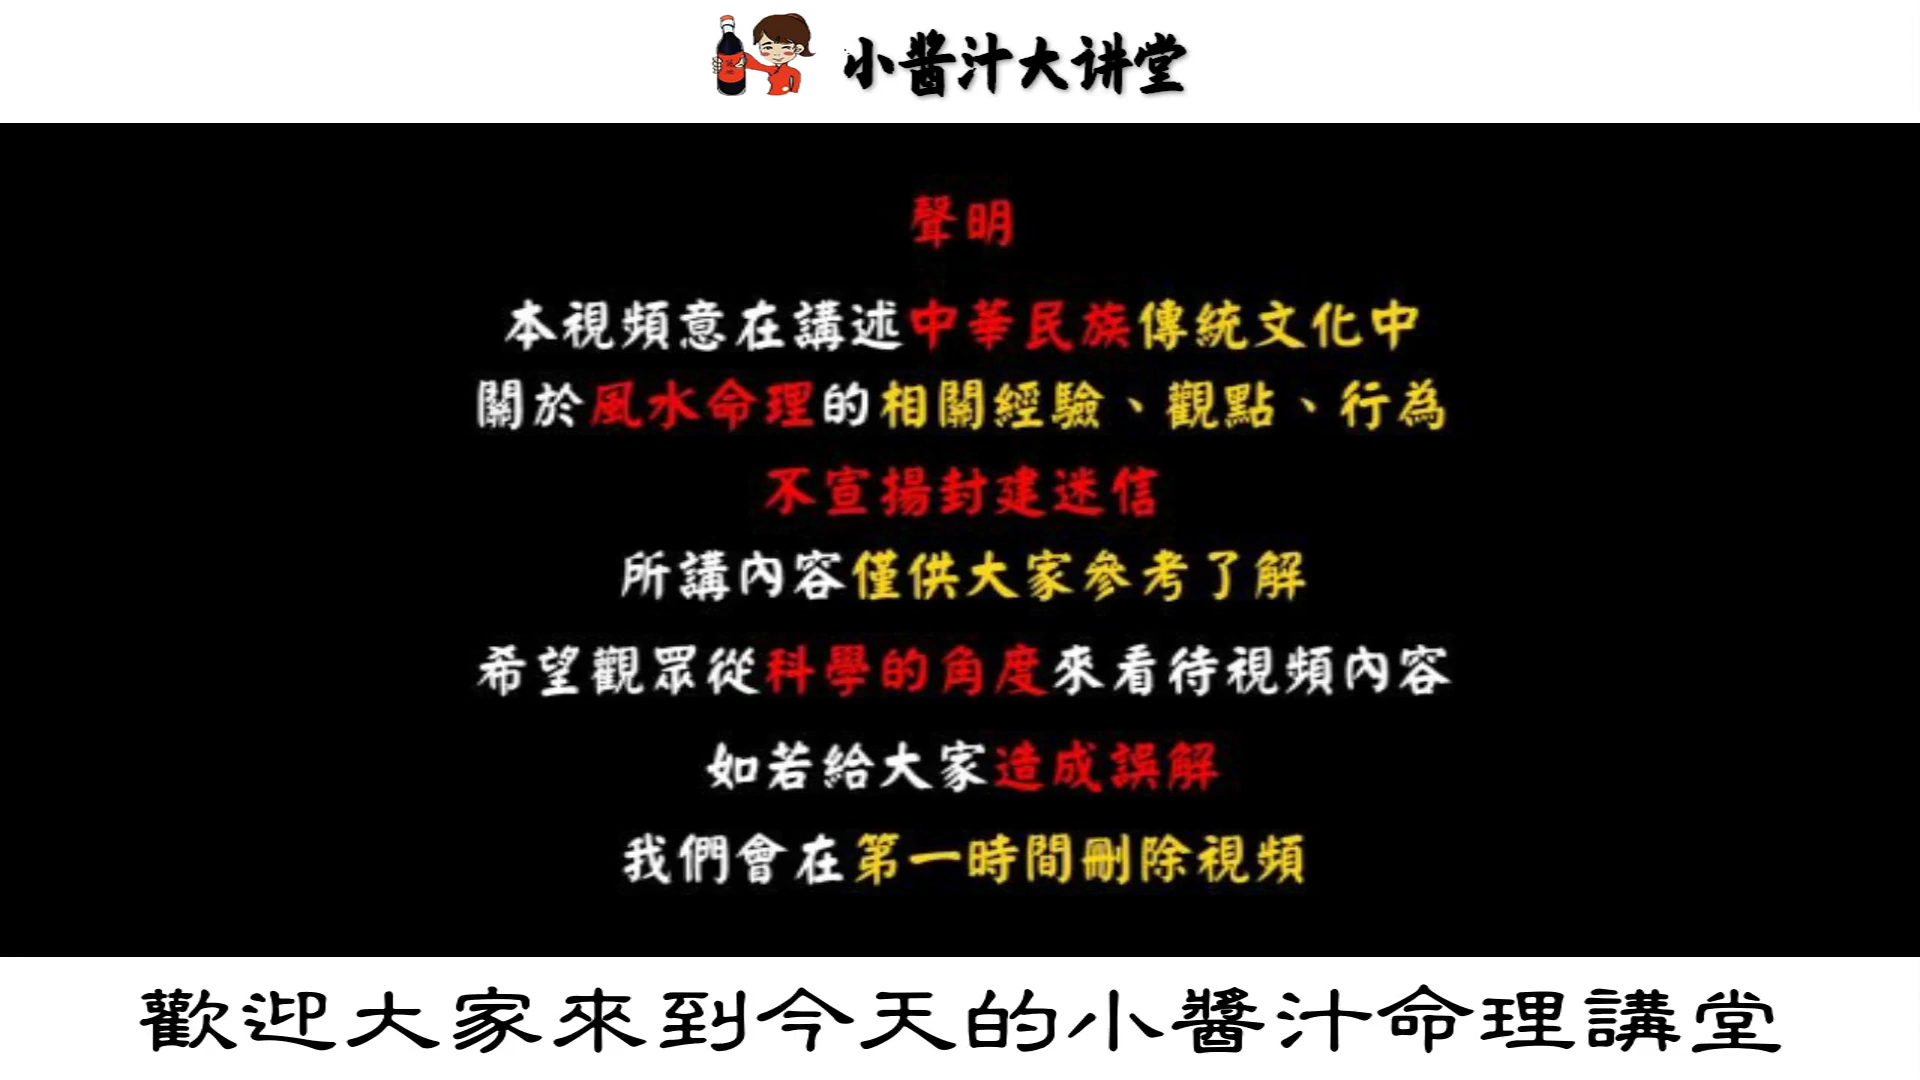 小醬汁大讲堂
聲明
本視頻意在講述中華民族傳統文化中
關於風水命理的相關經驗、觀點、行為
不宣揚封建迷信
所講內容僅供大家參考了解
希望觀眾從科學的角度來看待視頻內容
如若給大家造成誤解
我們會在第一時間刪除視頻
歡迎大家來到今天的小醬汁命理講堂